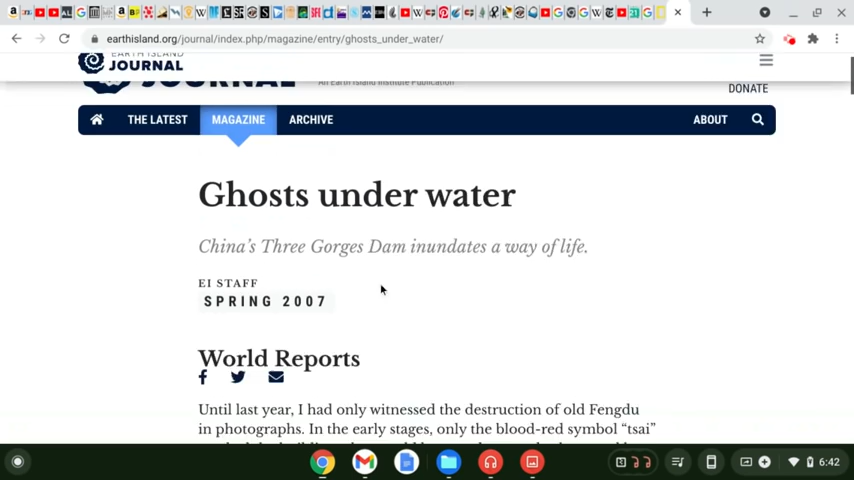 earthisland.org/journal/index.php/magazine/entry/ghosts_under_water/
EARTH ISLAND
JOURNAL
An Earth Island Institute Publication
DONATE
THE LATEST
MAGAZINE
ARCHIVE
ABOUT
Ghosts under water
China’s Three Gorges Dam inundates a way of life.
EI STAFF
SPRING 2007
World Reports
Until last year, I had only witnessed the destruction of old Fengdu
in photographs. In the early stages, only the blood-red symbol “tsai”
6:42